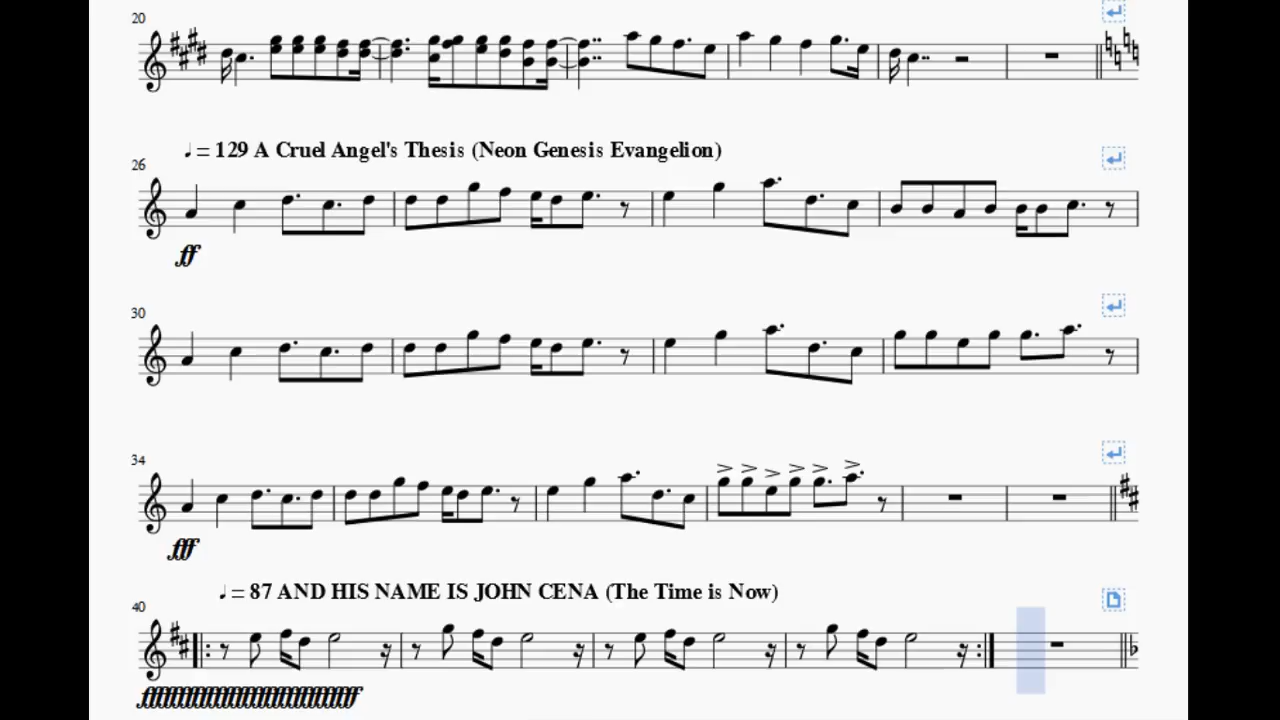 20
♩ = 129 A Cruel Angel's Thesis (Neon Genesis Evangelion)
26
ff
30
34
fff
♩ = 87 AND HIS NAME IS JOHN CENA (The Time is Now)
40